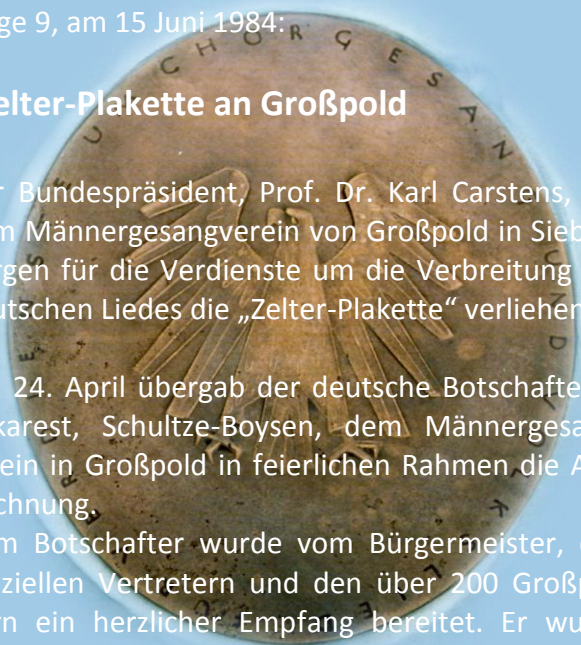 ge 9, am 15 Juni 1984:
elter-Plakette an Großpold
r Bundespräsident, Prof. Dr. Karl Carstens,
m Männergesangverein von Großpold in Sieb
rgen für die Verdienste um die Verbreitung
utschen Liedes die „Zelter-Plakette“ verliehen
24. April übergab der deutsche Botschafte
karest, Schultze-Boysen, dem Männergesa
ein in Großpold in feierlichen Rahmen die A
chnung.
m Botschafter wurde vom Bürgermeister,
ziellen Vertretern und den über 200 Großp
rn ein herzlicher Empfang bereitet. Er wu
CHORGESANG UND